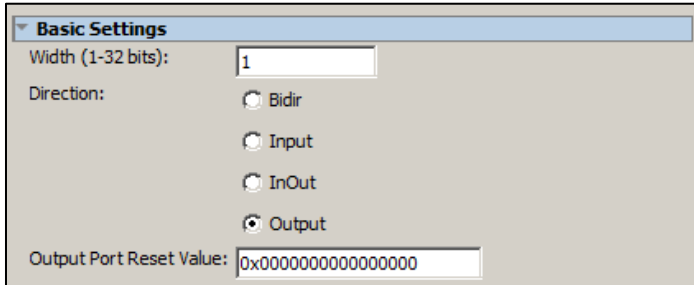 Basic Settings
Width (1-32 bits): 1
Direction: Bidir
Input
InOut
Output
Output Port Reset Value: 0x0000000000000000